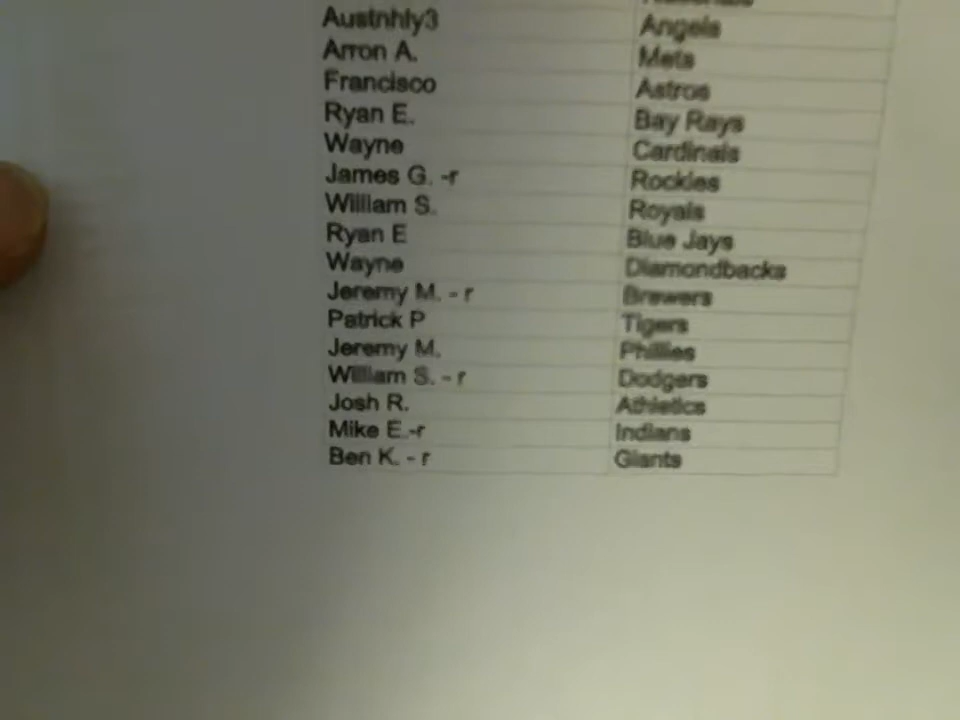 Austnhly3 Angels
Arron A. Mets
Francisco Astros
Ryan E. Bay Rays
Wayne Cardinals
James G. -r Rockies
William S. Royals
Ryan E Blue Jays
Wayne Diamondbacks
Jeremy M. - r Brewers
Patrick P Tigers
Jeremy M. Phillies
William S. - r Dodgers
Josh R. Athletics
Mike E.-r Indians
Ben K. - r Giants